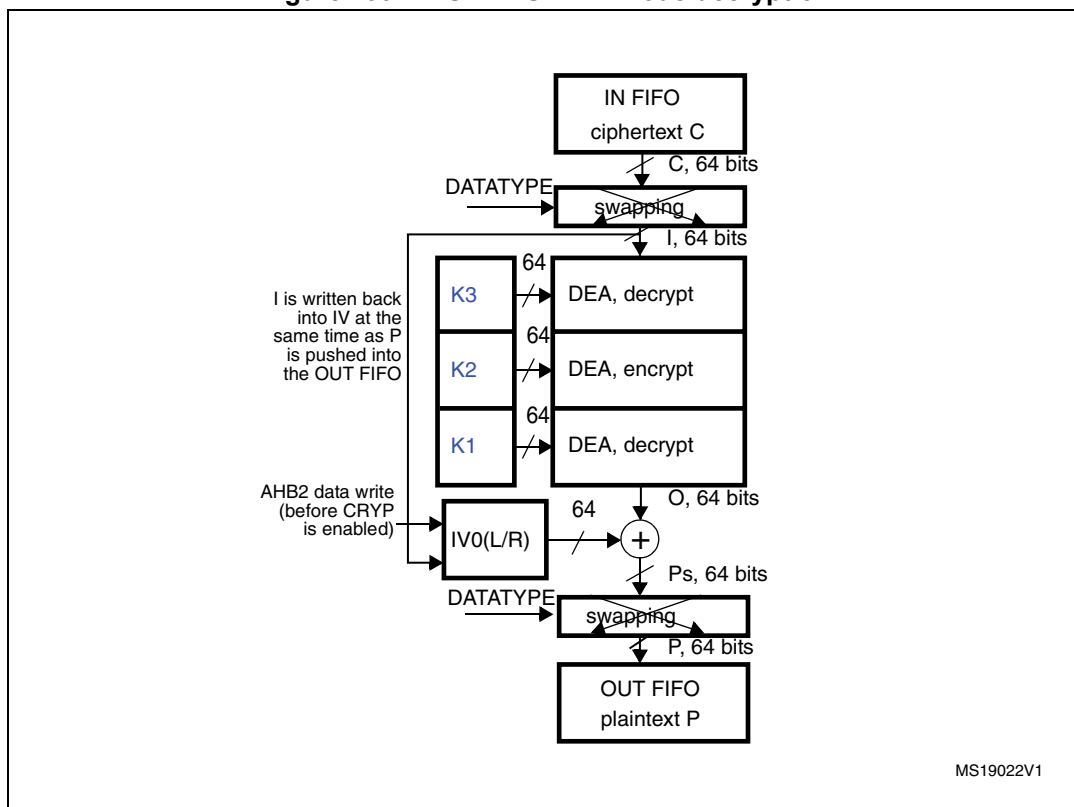 IN FIFO
ciphertext C
C, 64 bits
DATATYPE
swapping
I, 64 bits
I is written back
into IV at the
same time as P
is pushed into
the OUT FIFO
K3
64
DEA, decrypt
K2
64
DEA, encrypt
K1
64
DEA, decrypt
O, 64 bits
AHB2 data write
(before CRYP
is enabled)
IV0(L/R)
64
+
Ps, 64 bits
DATATYPE
swapping
P, 64 bits
OUT FIFO
plaintext P
MS19022V1